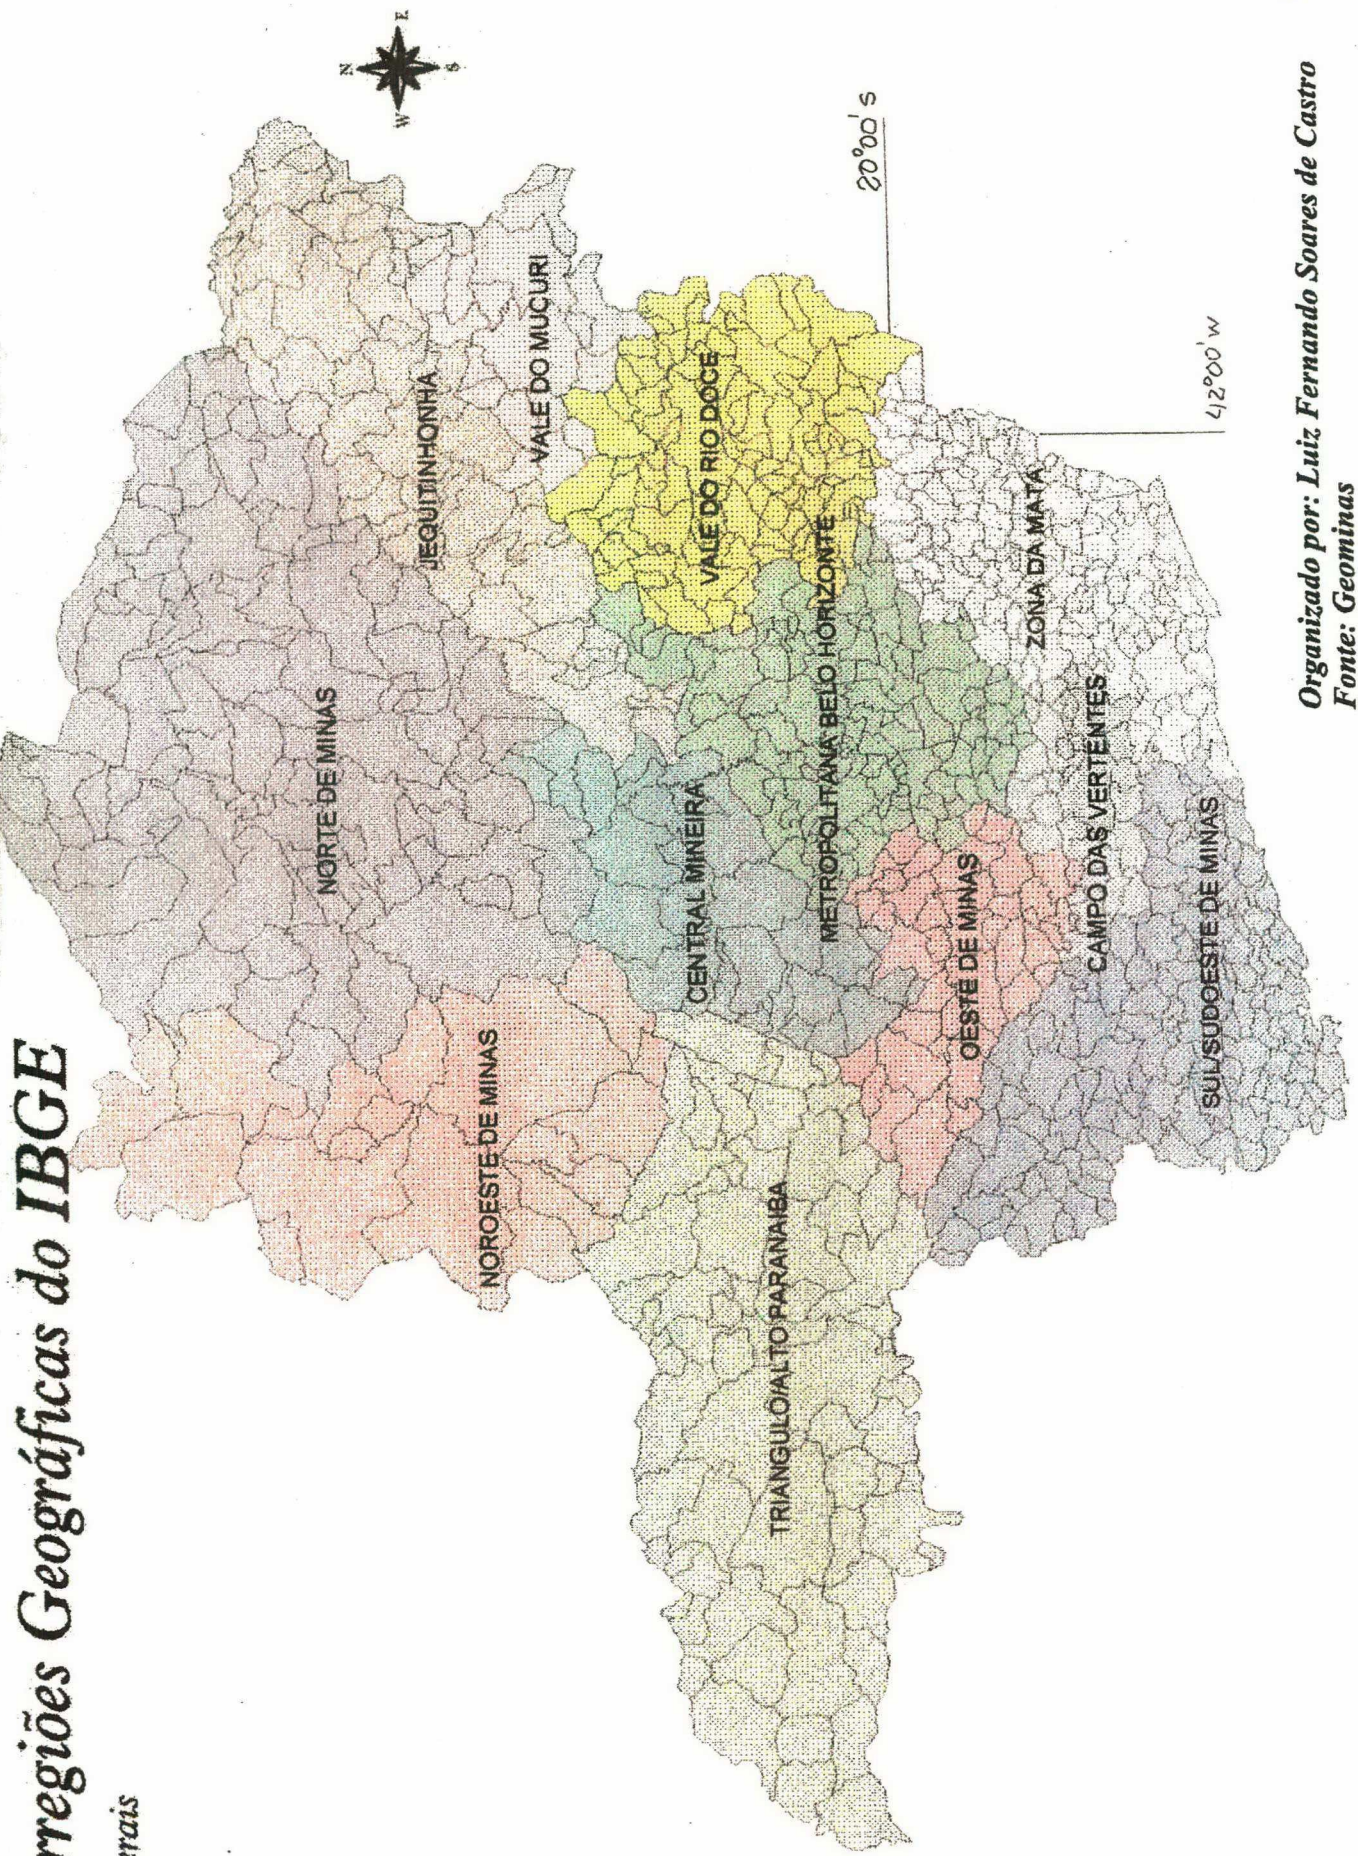 rregiões Geográficas do IBGE
rais
N
E
S
W
NORTE DE MINAS
JEQUITINHONHA
VALE DO MUCURI
NOROESTE DE MINAS
CENTRAL MINEIRA
VALE DO RIO DOCE
TRIANGULO/ALTO PARANAIBA
METROPOLITANA BELO HORIZONTE
20°00' S
OESTE DE MINAS
ZONA DA MATA
CAMPO DAS VERTENTES
SUL/SUDOESTE DE MINAS
42°00' W
Organizado por: Luiz Fernando Soares de Castro
Fonte: Geominas